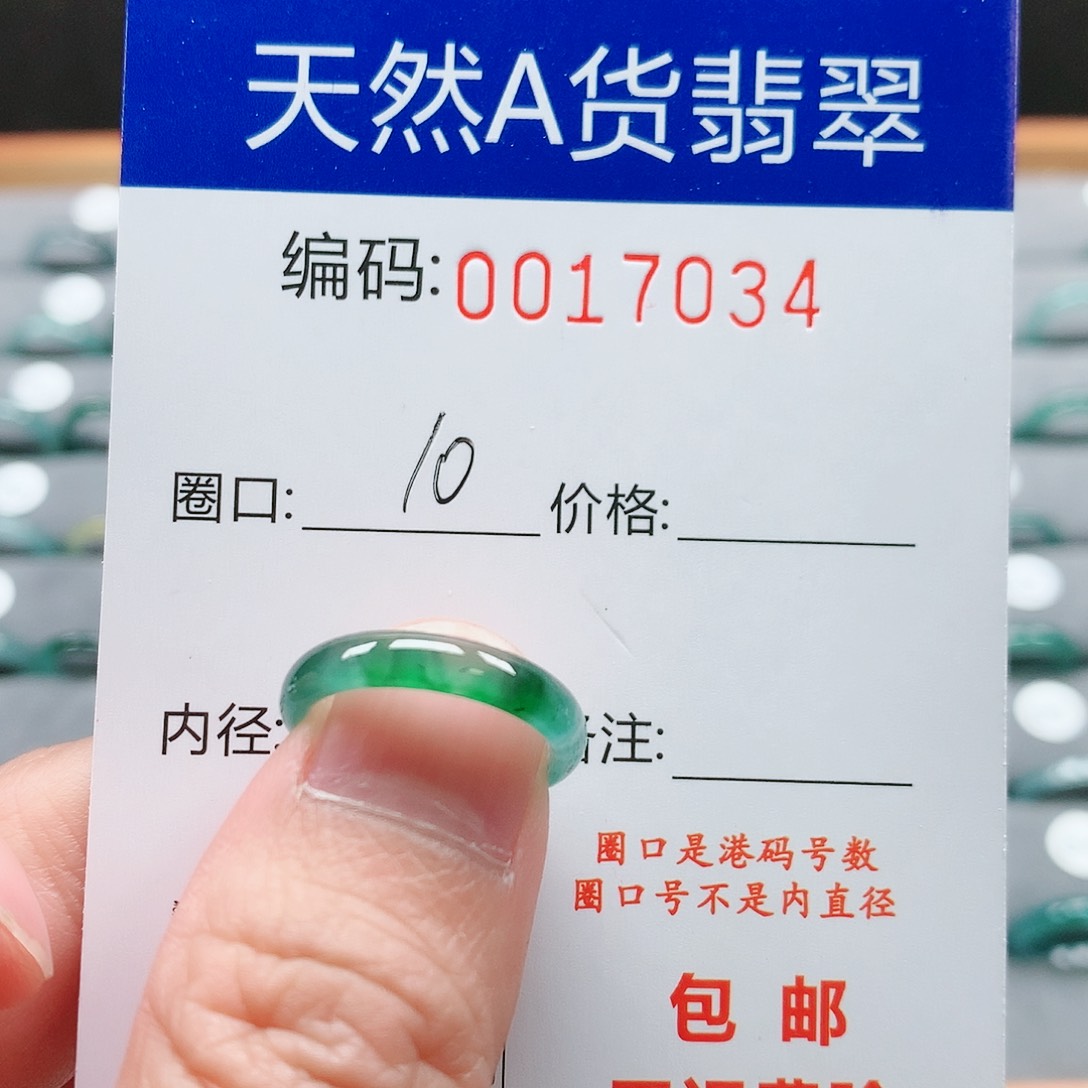 天然A货翡翠
编码:0017034
圈口: 10 价格:
内径: 注:
圈口是港码号数
圈口号不是内直径
包邮